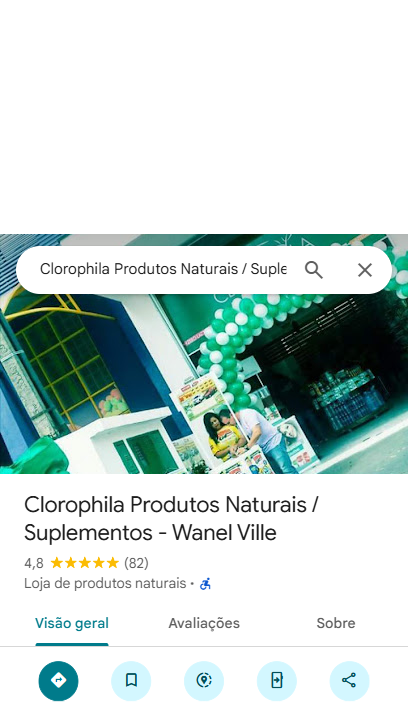 Clorophila Produtos Naturais / Suple
Clorophila Produtos Naturais /
Suplementos - Wanel Ville
4,8 ★★★★★ (82)
Loja de produtos naturais •
Visão geral
Avaliações
Sobre